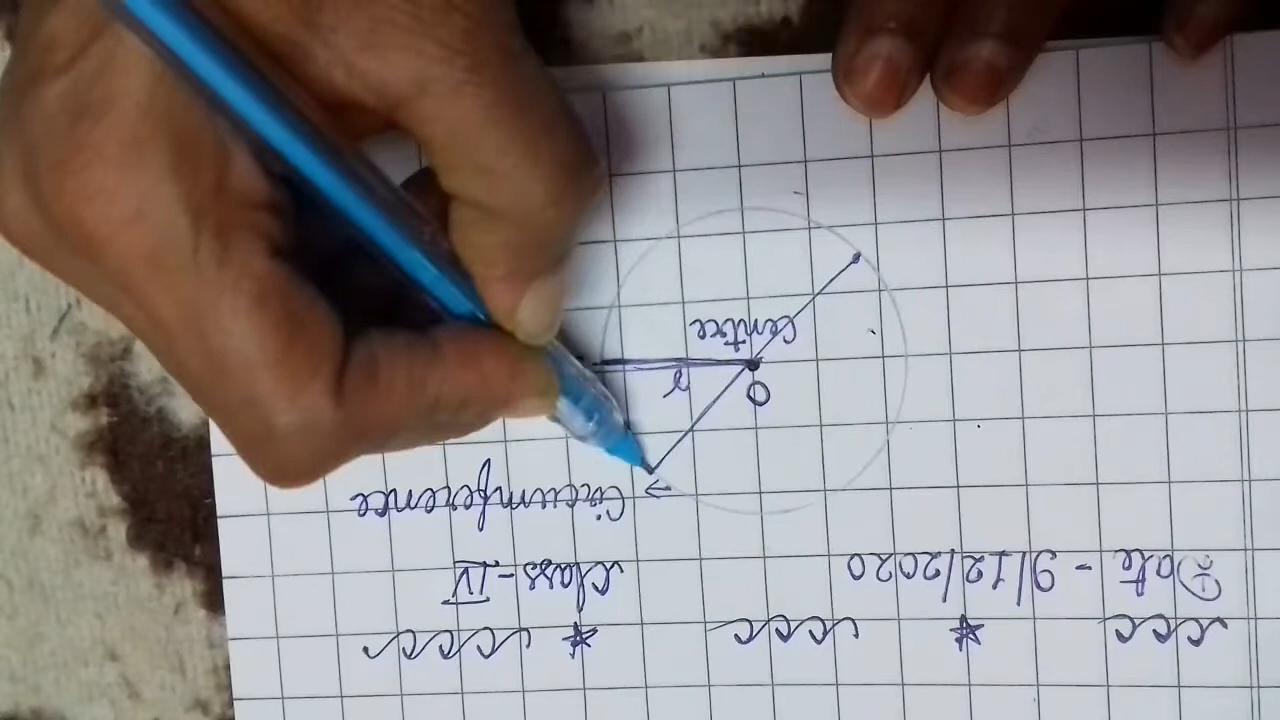 Date - 9/12/2020 Class-IV
→ Circumference
O
r
Centre